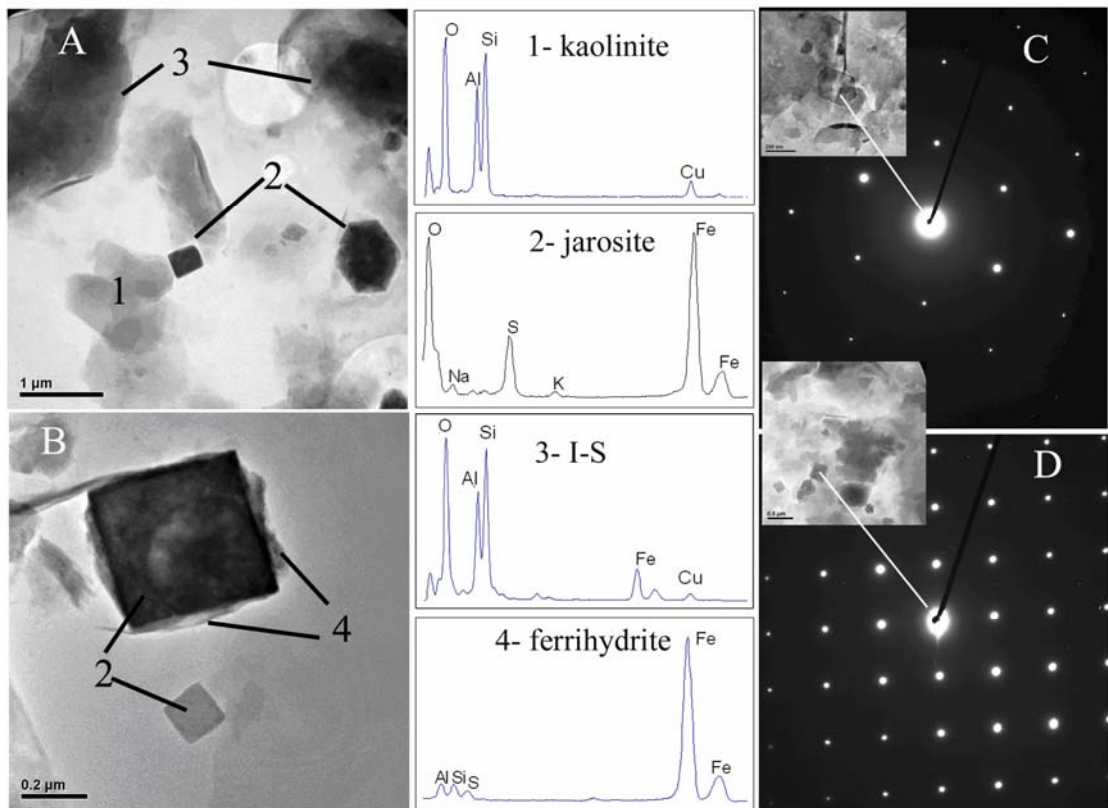 A
3
2
1
1 µm
B
2
4
0.2 µm
1- kaolinite
O
Al
Si
Cu
2- jarosite
O
Na
S
K
Fe
Fe
3- I-S
O
Al
Si
Fe
Cu
4- ferrihydrite
Al
Si
S
Fe
Fe
C
D